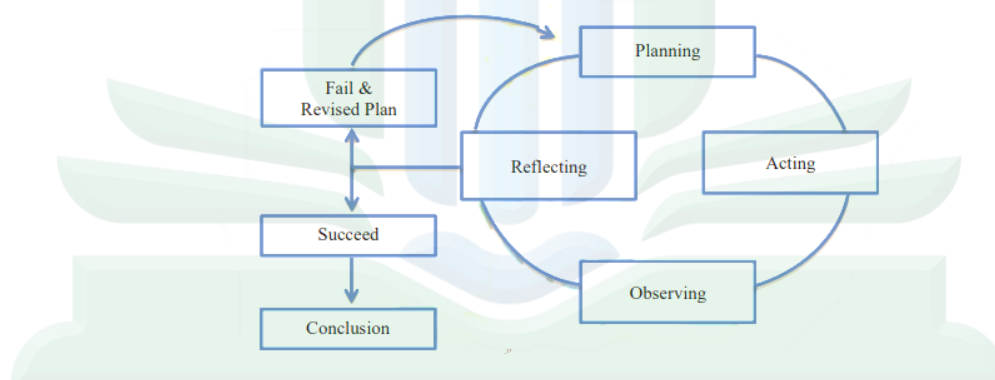 Planning
Fail &
Revised Plan
Reflecting
Acting
Succeed
Observing
Conclusion